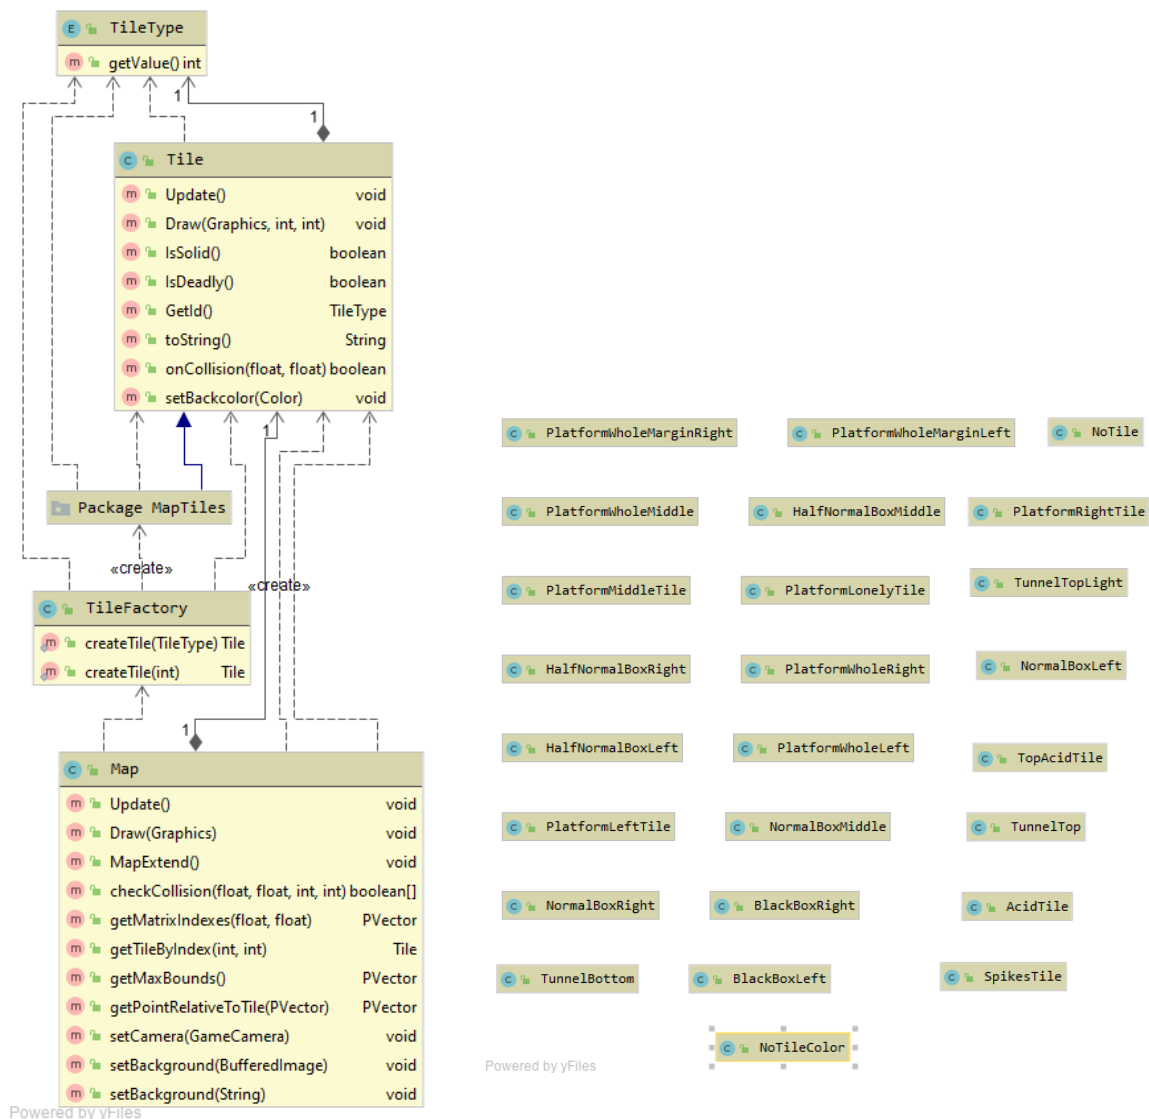 E TileType
m getValue() int
1
1
C Tile
m Update() void
m Draw(Graphics, int, int) void
m IsSolid() boolean
m IsDeadly() boolean
m GetId() TileType
m toString() String
m onCollision(float, float) boolean
m setBackcolor(Color) void
1
Package MapTiles
«create»
«create»
C TileFactory
m createTile(TileType) Tile
m createTile(int) Tile
1
C Map
m Update() void
m Draw(Graphics) void
m MapExtend() void
m checkCollision(float, float, int, int) boolean[]
m getMatrixIndexes(float, float) PVector
m getTileByIndex(int, int) Tile
m getMaxBounds() PVector
m getPointRelativeToTile(PVector) PVector
m setCamera(GameCamera) void
m setBackground(BufferedImage) void
m setBackground(String) void
Powered by yFiles
C PlatformWholeMarginRight
C PlatformWholeMarginLeft
C NoTile
C PlatformWholeMiddle
C HalfNormalBoxMiddle
C PlatformRightTile
C PlatformMiddleTile
C PlatformLonelyTile
C TunnelTopLight
C HalfNormalBoxRight
C PlatformWholeRight
C NormalBoxLeft
C HalfNormalBoxLeft
C PlatformWholeLeft
C TopAcidTile
C PlatformLeftTile
C NormalBoxMiddle
C TunnelTop
C NormalBoxRight
C BlackBoxRight
C AcidTile
C TunnelBottom
C BlackBoxLeft
C SpikesTile
C NoTileColor
Powered by yFiles